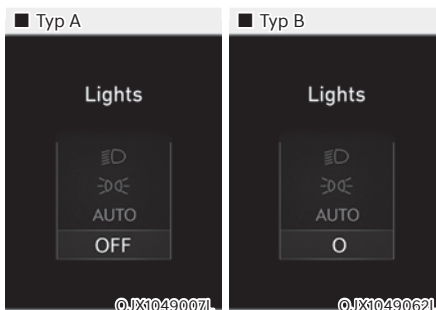 ■ Typ A
Lights
AUTO
OFF
OJX1049007L
■ Typ B
Lights
AUTO
O
OJX1049062L